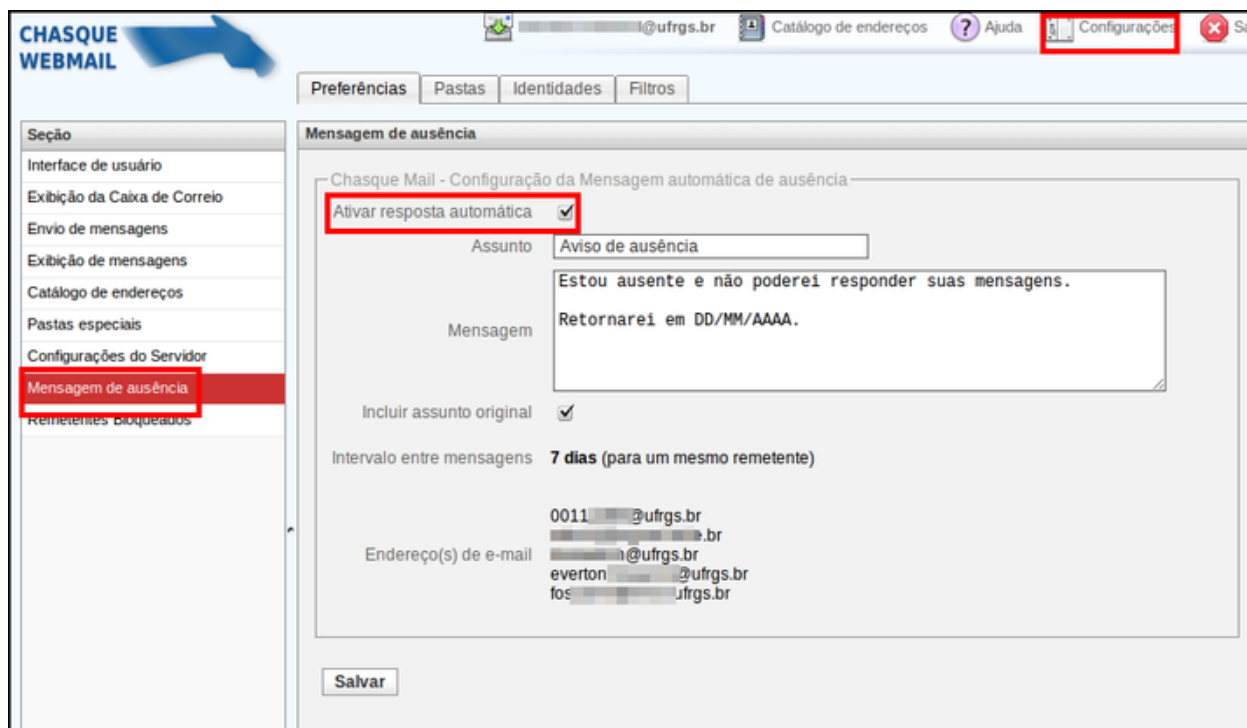 CHASQUE
WEBMAIL
@ufrgs.br Catálogo de endereços ? Ajuda Configurações
Preferências Pastas Identidades Filtros
Seção
Interface de usuário
Exibição da Caixa de Correio
Envio de mensagens
Exibição de mensagens
Catálogo de endereços
Pastas especiais
Configurações do Servidor
Mensagem de ausência
Remetentes Bloqueados
Mensagem de ausência
Chasque Mail - Configuração da Mensagem automática de ausência
Ativar resposta automática
Assunto Aviso de ausência
Mensagem
Estou ausente e não poderei responder suas mensagens.
Retornarei em DD/MM/AAAA.
Incluir assunto original
Intervalo entre mensagens 7 dias (para um mesmo remetente)
Endereço(s) de e-mail
0011 @ufrgs.br
.br
@ufrgs.br
everton @ufrgs.br
fos ufrgs.br
Salvar